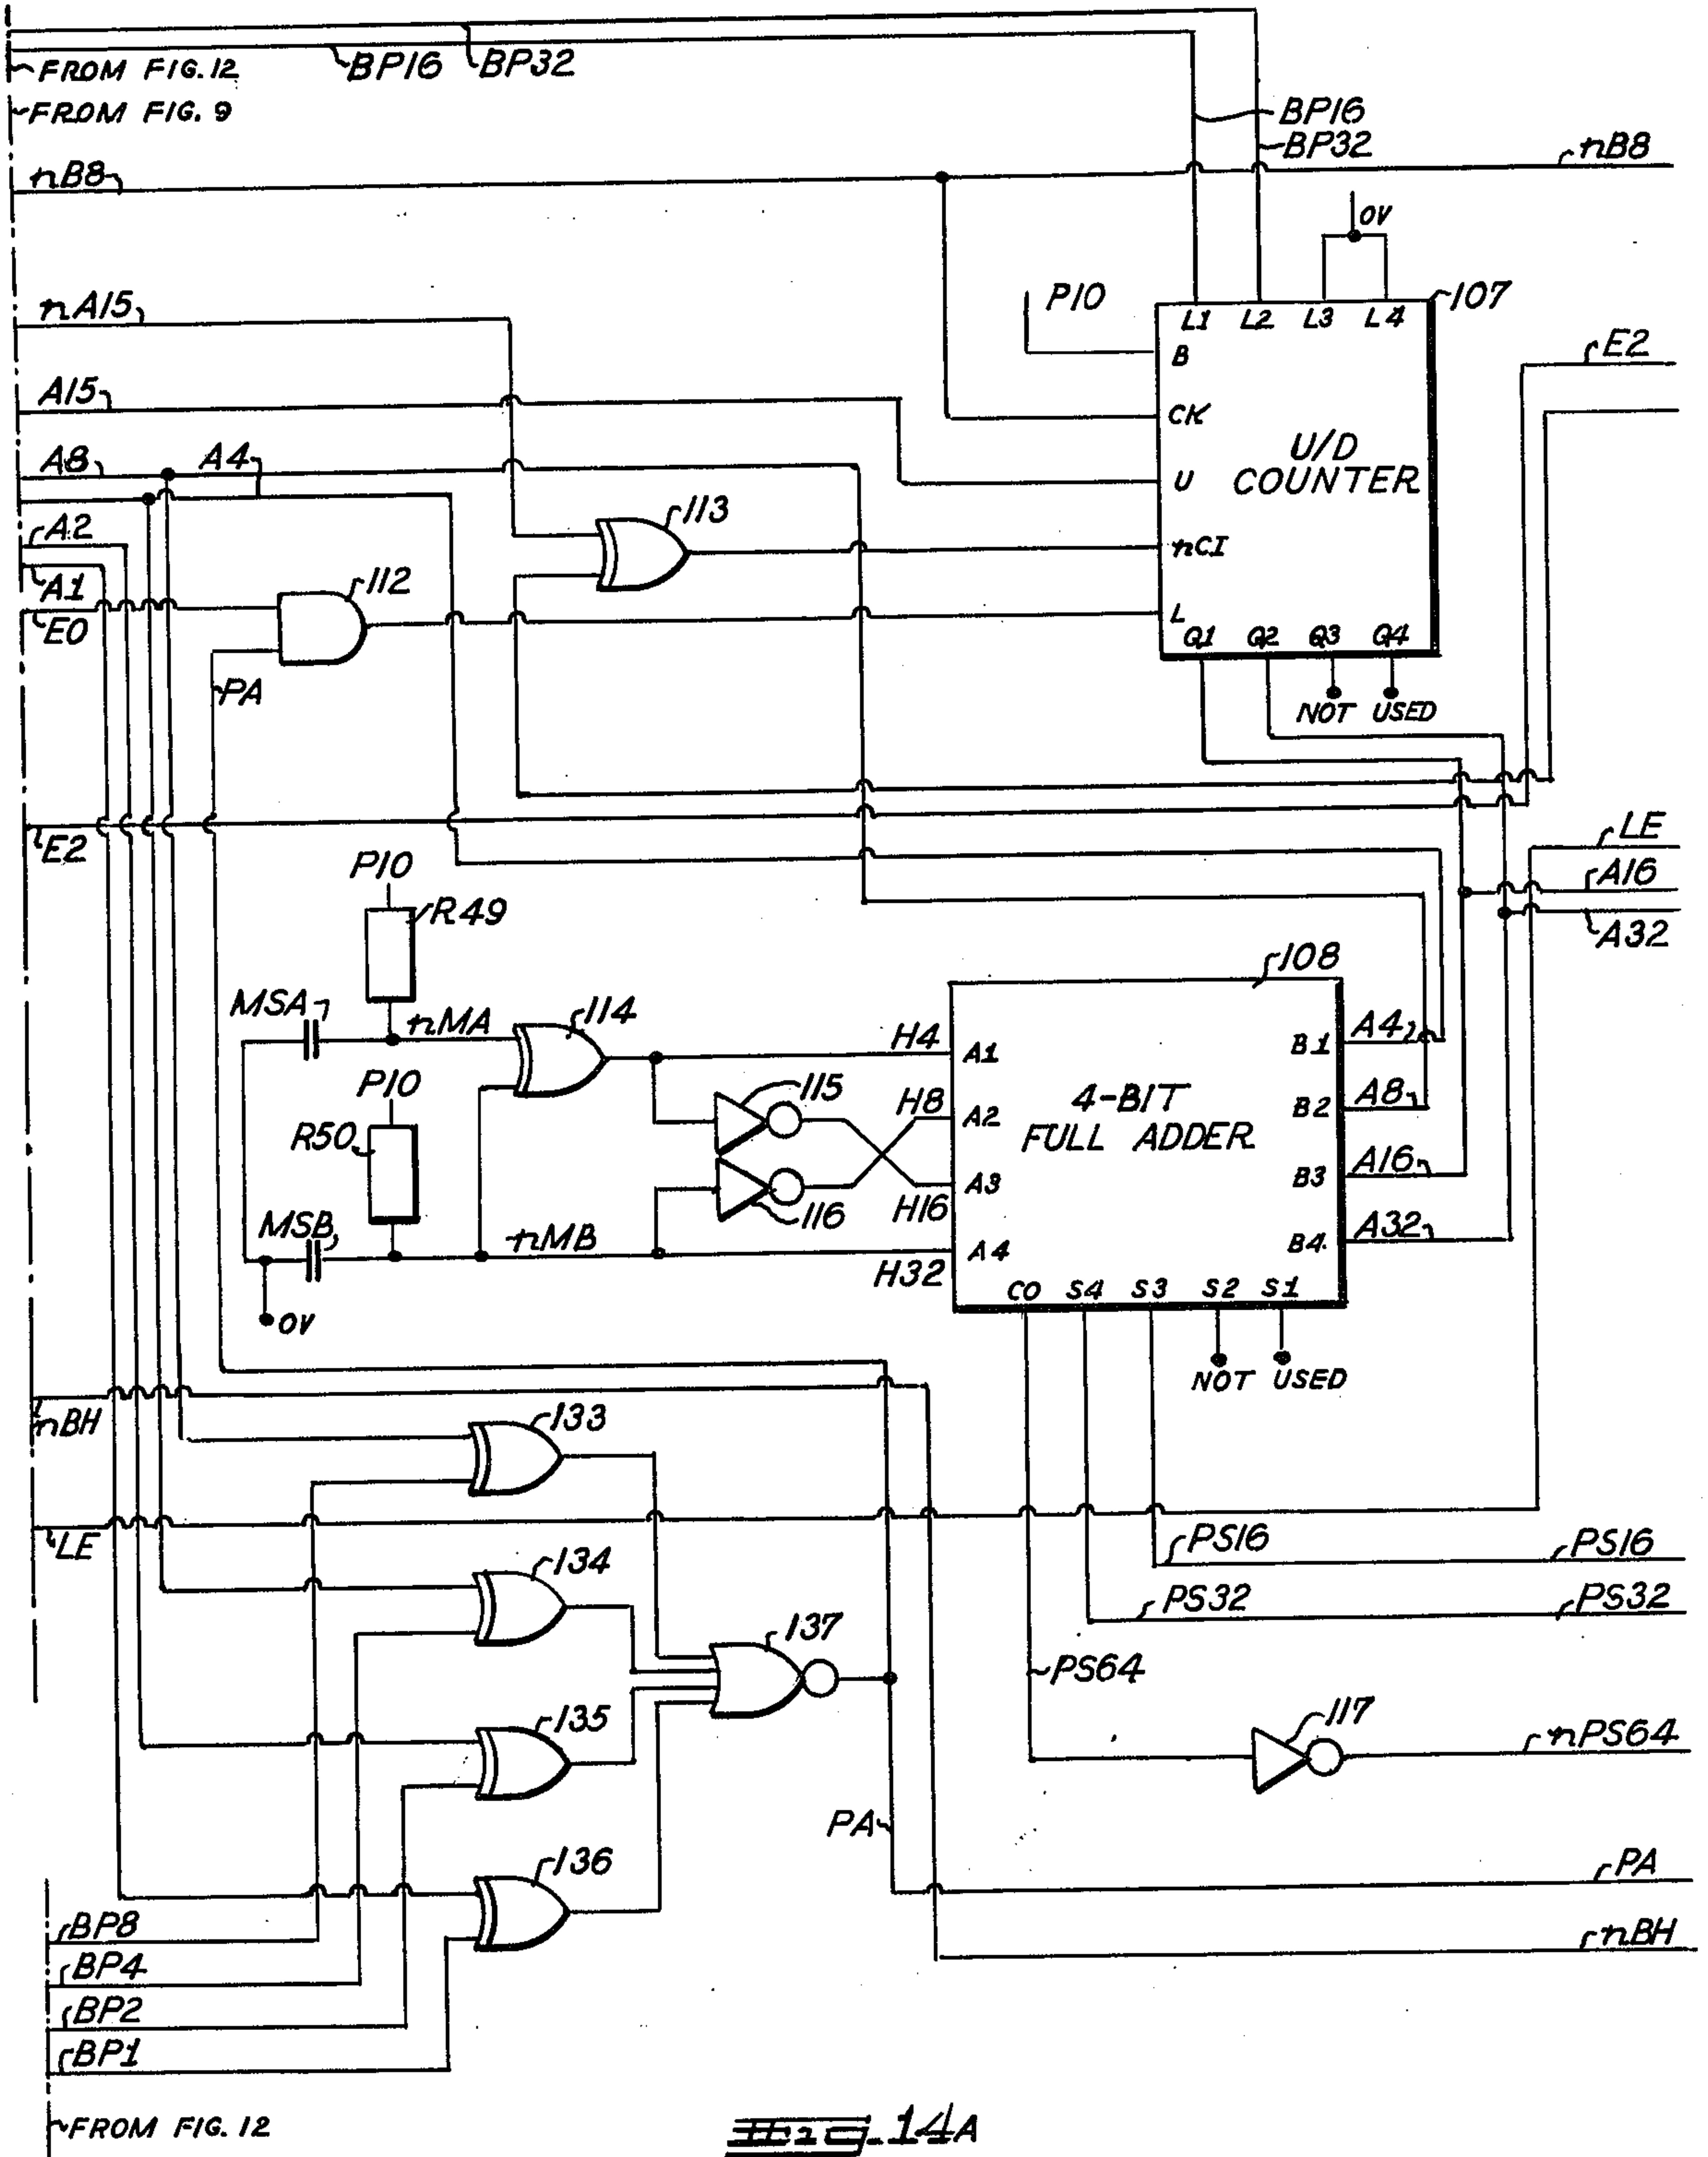 FROM FIG. 12
BP16 BP32
FROM FIG. 9
BP16
BP32
nB8
nB8
0V
nA15
P10
L1 L2 L3 L4
107
B
E2
A15
CK
U/D
COUNTER
A8
A4
U
113
A2
nCI
A1
112
E0
L
Q1 Q2 Q3 Q4
PA
NOT USED
E2
LE
P10
A16
R49
A32
108
MSA
nMA
114
H4
A1
B1
A4
P10
115
H8
A2
4-BIT
FULL ADDER
B2
A8
R50
A3
B3
A16
116
H16
MSB
nMB
A4
B4
A32
H32
CO S4 S3 S2 S1
0V
NOT USED
nBH
133
LE
PS16
PS16
134
PS32
PS32
137
PS64
135
117
nPS64
PA
136
PA
BP8
nBH
BP4
BP2
BP1
FROM FIG. 12
Fig. 14A